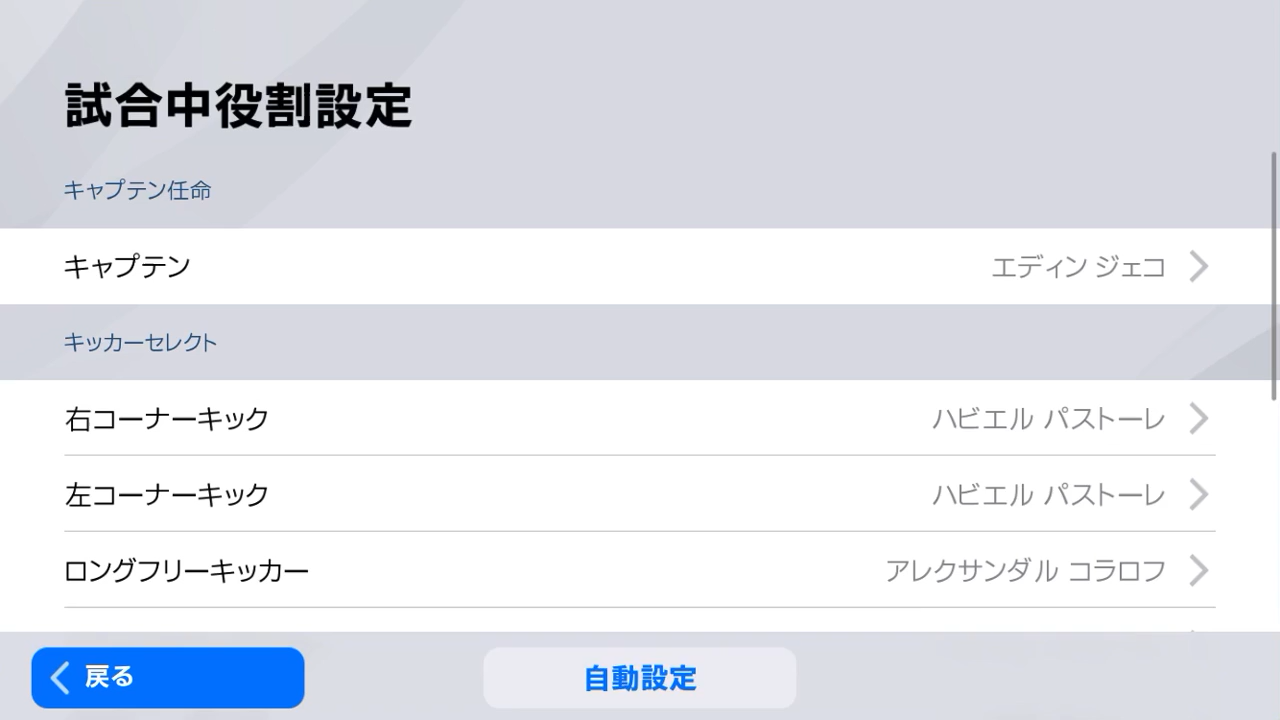 試合中役割設定
キャプテン任命
キャプテン エディン ジェコ
キッカーセレクト
右コーナーキック ハビエル パストーレ
左コーナーキック ハビエル パストーレ
ロングフリーキッカー アレクサンダル コラロフ
戻る 自動設定